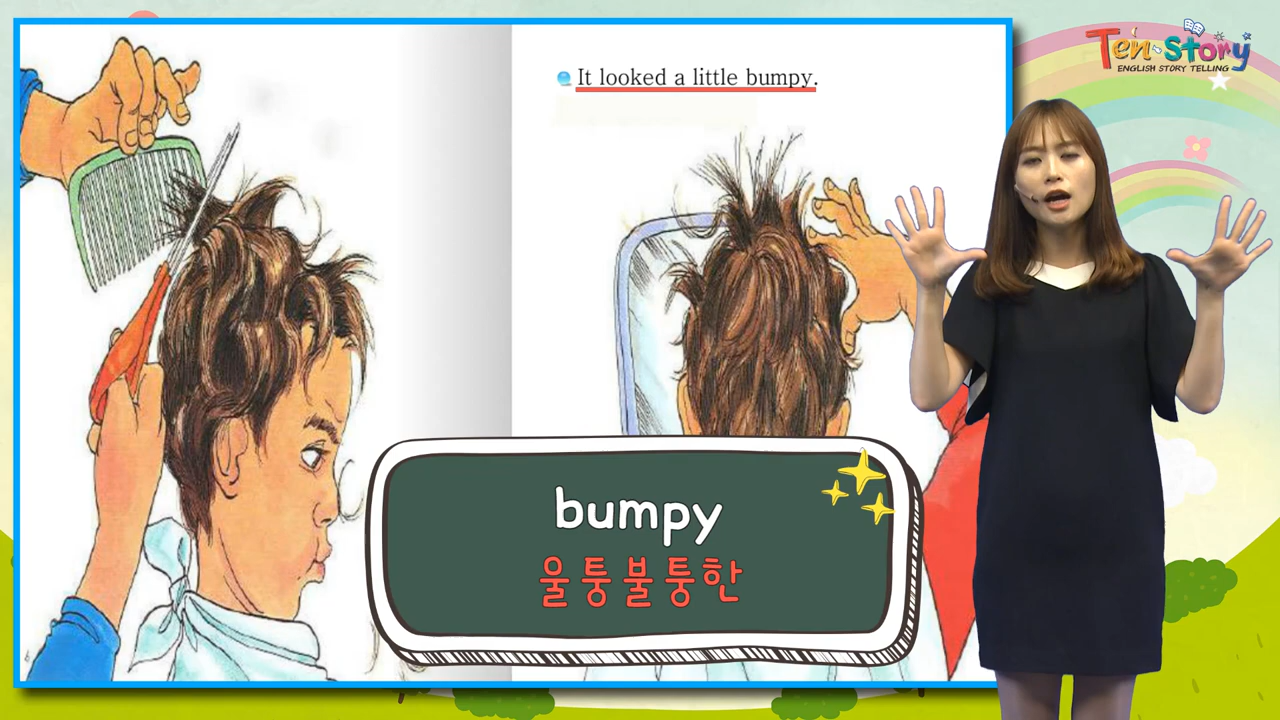 Ten-Story
ENGLISH STORY TELLING
It looked a little bumpy.
bumpy
울퉁불퉁한